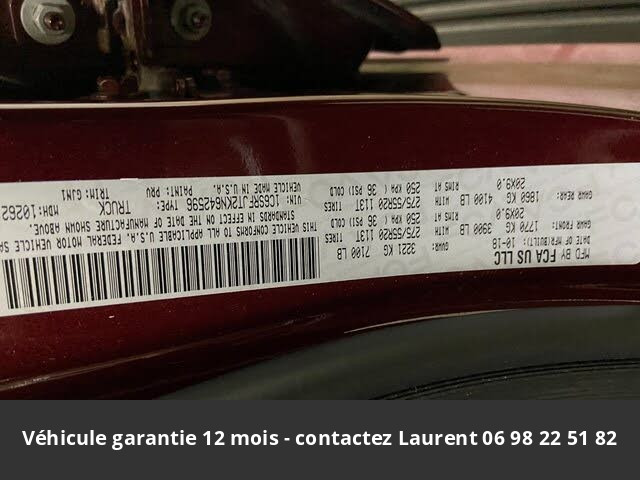 MFD BY FCA US LLC
DATE OF MFR(BUILT): 10-18 GVWR: 3221 KG 7100 LB
GAWR FRONT: 1770 KG 3900 LB WITH 275/55R20 113T TIRES
20X9.0 RIMS AT 250 KPA( 36 PSI) COLD
GAWR REAR: 1860 KG 4100 LB WITH 275/55R20 113T TIRES
20X9.0 RIMS AT 250 KPA( 36 PSI) COLD
THIS VEHICLE CONFORMS TO ALL APPLICABLE U.S.A. FEDERAL MOTOR VEHICLE
STANDARDS IN EFFECT ON THE DATE OF MANUFACTURE SHOWN ABOVE.
VIN: 1C6SRFJT2KN642596 TYPE: TRUCK
VEHICLE MADE IN U.S.A. PAINT: PRV TRIM: GJM1
Véhicule garantie 12 mois - contactez Laurent 06 98 22 51 82